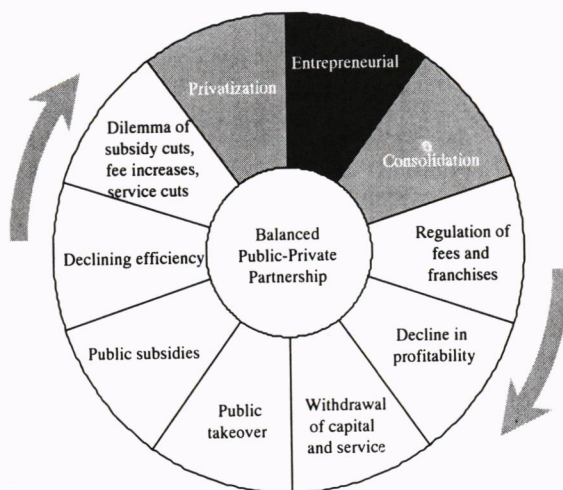 Entrepreneurial
Consolidation
Regulation of
fees and
franchises
Decline in
profitability
Withdrawal
of capital
and service
Public
takeover
Public subsidies
Declining efficiency
Dilemma of
subsidy cuts,
fee increases,
service cuts
Privatization
Balanced
Public-Private
Partnership